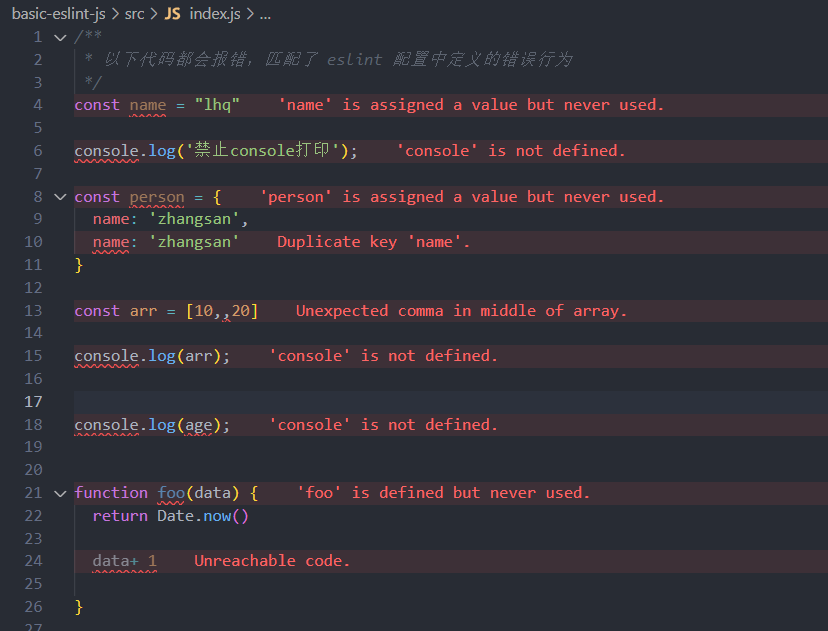 basic-eslint-js > src > JS index.js > ...
1 /**
2 * 以下代码都会报错，匹配了 eslint 配置中定义的错误行为
3 */
4 const name = "lhq" 'name' is assigned a value but never used.
5
6 console.log('禁止console打印'); 'console' is not defined.
7
8 const person = { 'person' is assigned a value but never used.
9 name: 'zhangsan',
10 name: 'zhangsan' Duplicate key 'name'.
11 }
12
13 const arr = [10,,20] Unexpected comma in middle of array.
14
15 console.log(arr); 'console' is not defined.
16
17
18 console.log(age); 'console' is not defined.
19
20
21 function foo(data) { 'foo' is defined but never used.
22 return Date.now()
23
24 data+ 1 Unreachable code.
25
26 }
27